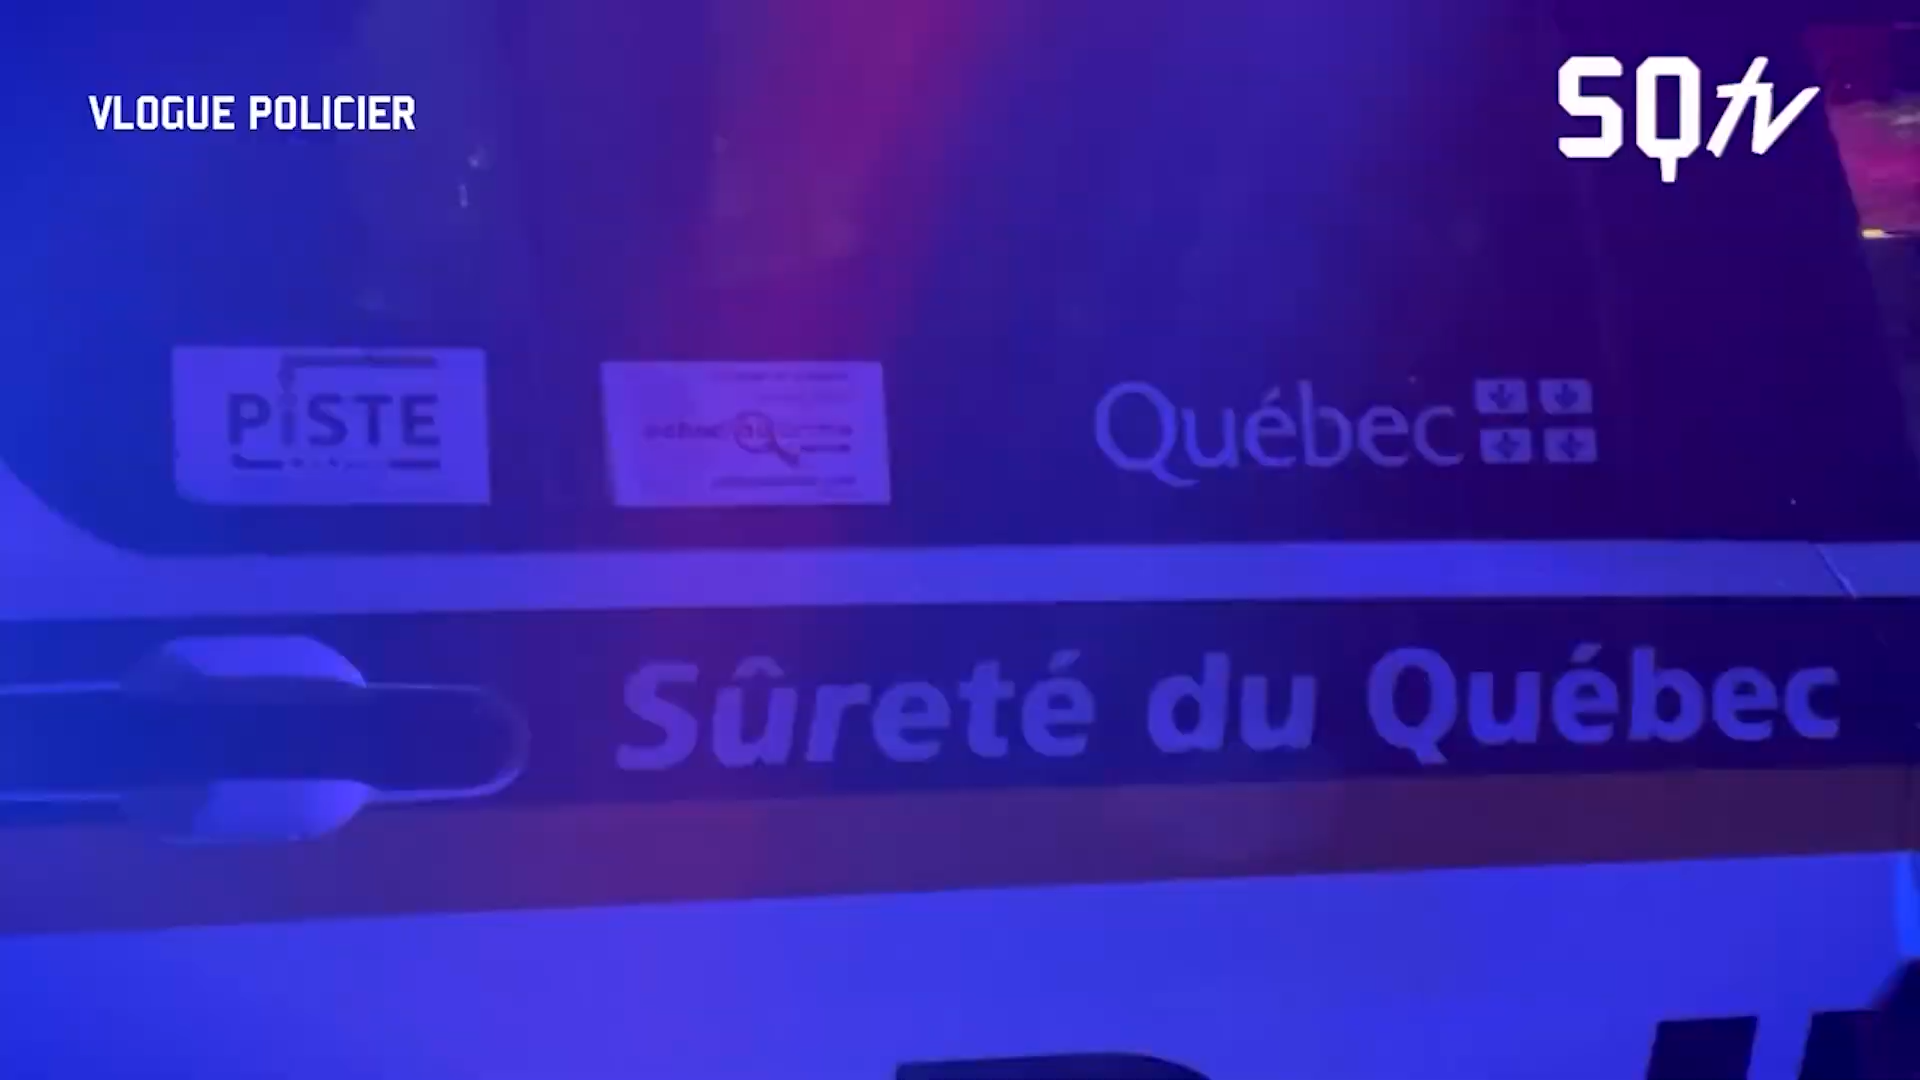 VLOGUE POLICIER
SQtv
PiSTE
Québec
Sûreté du Québec